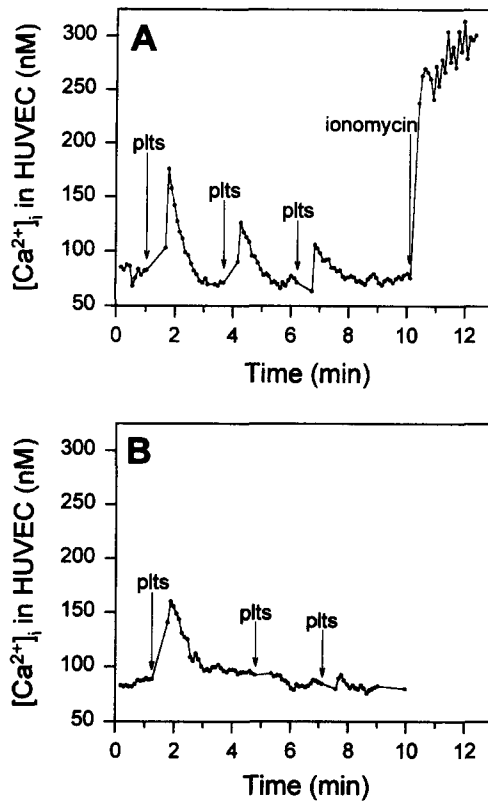 A
[Ca²⁺]ᵢ in HUVEC (nM)
300
250
200
150
100
50
plts
plts
plts
ionomycin
0 2 4 6 8 10 12
Time (min)
B
[Ca²⁺]ᵢ in HUVEC (nM)
300
250
200
150
100
50
plts
plts
plts
0 2 4 6 8 10 12
Time (min)